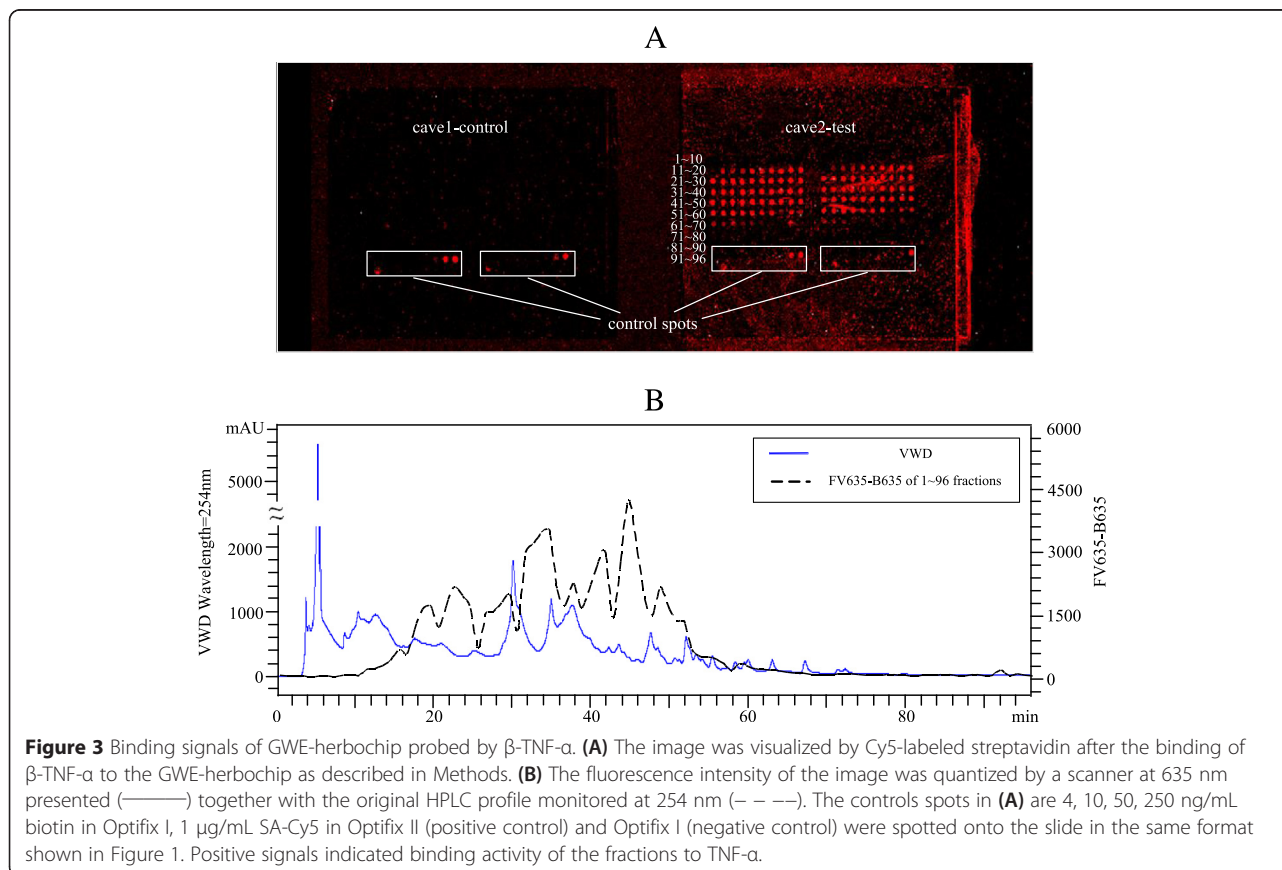 A
cave1-control
cave2-test
1~10
11~20
21~30
31~40
41~50
51~60
61~70
71~80
81~90
91~96
control spots
B
mAU
6000
VWD
FV635-B635 of 1~96 fractions
5000
4500
≈
VWD Wavelength=254nm
2000
3000
FV635-B635
1000
1500
0
0
0
20
40
60
80
min
Figure 3 Binding signals of GWE-herbochip probed by β-TNF-α. (A) The image was visualized by Cy5-labeled streptavidin after the binding of
β-TNF-α to the GWE-herbochip as described in Methods. (B) The fluorescence intensity of the image was quantized by a scanner at 635 nm
presented (———) together with the original HPLC profile monitored at 254 nm (– – ––). The controls spots in (A) are 4, 10, 50, 250 ng/mL
biotin in Optifix I, 1 μg/mL SA-Cy5 in Optifix II (positive control) and Optifix I (negative control) were spotted onto the slide in the same format
shown in Figure 1. Positive signals indicated binding activity of the fractions to TNF-α.